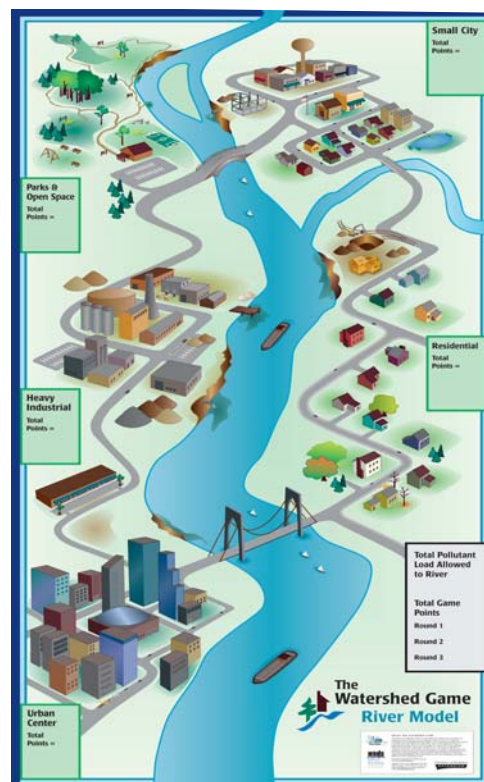 Small City
Total
Points =
Parks &
Open Space
Total
Points =
Residential
Total
Points =
Heavy
Industrial
Total
Points =
Total Pollutant
Load Allowed
to River
Total Game
Points
Round 1
Round 2
Round 3
Urban
Center
Total
Points =
The
Watershed Game
River Model